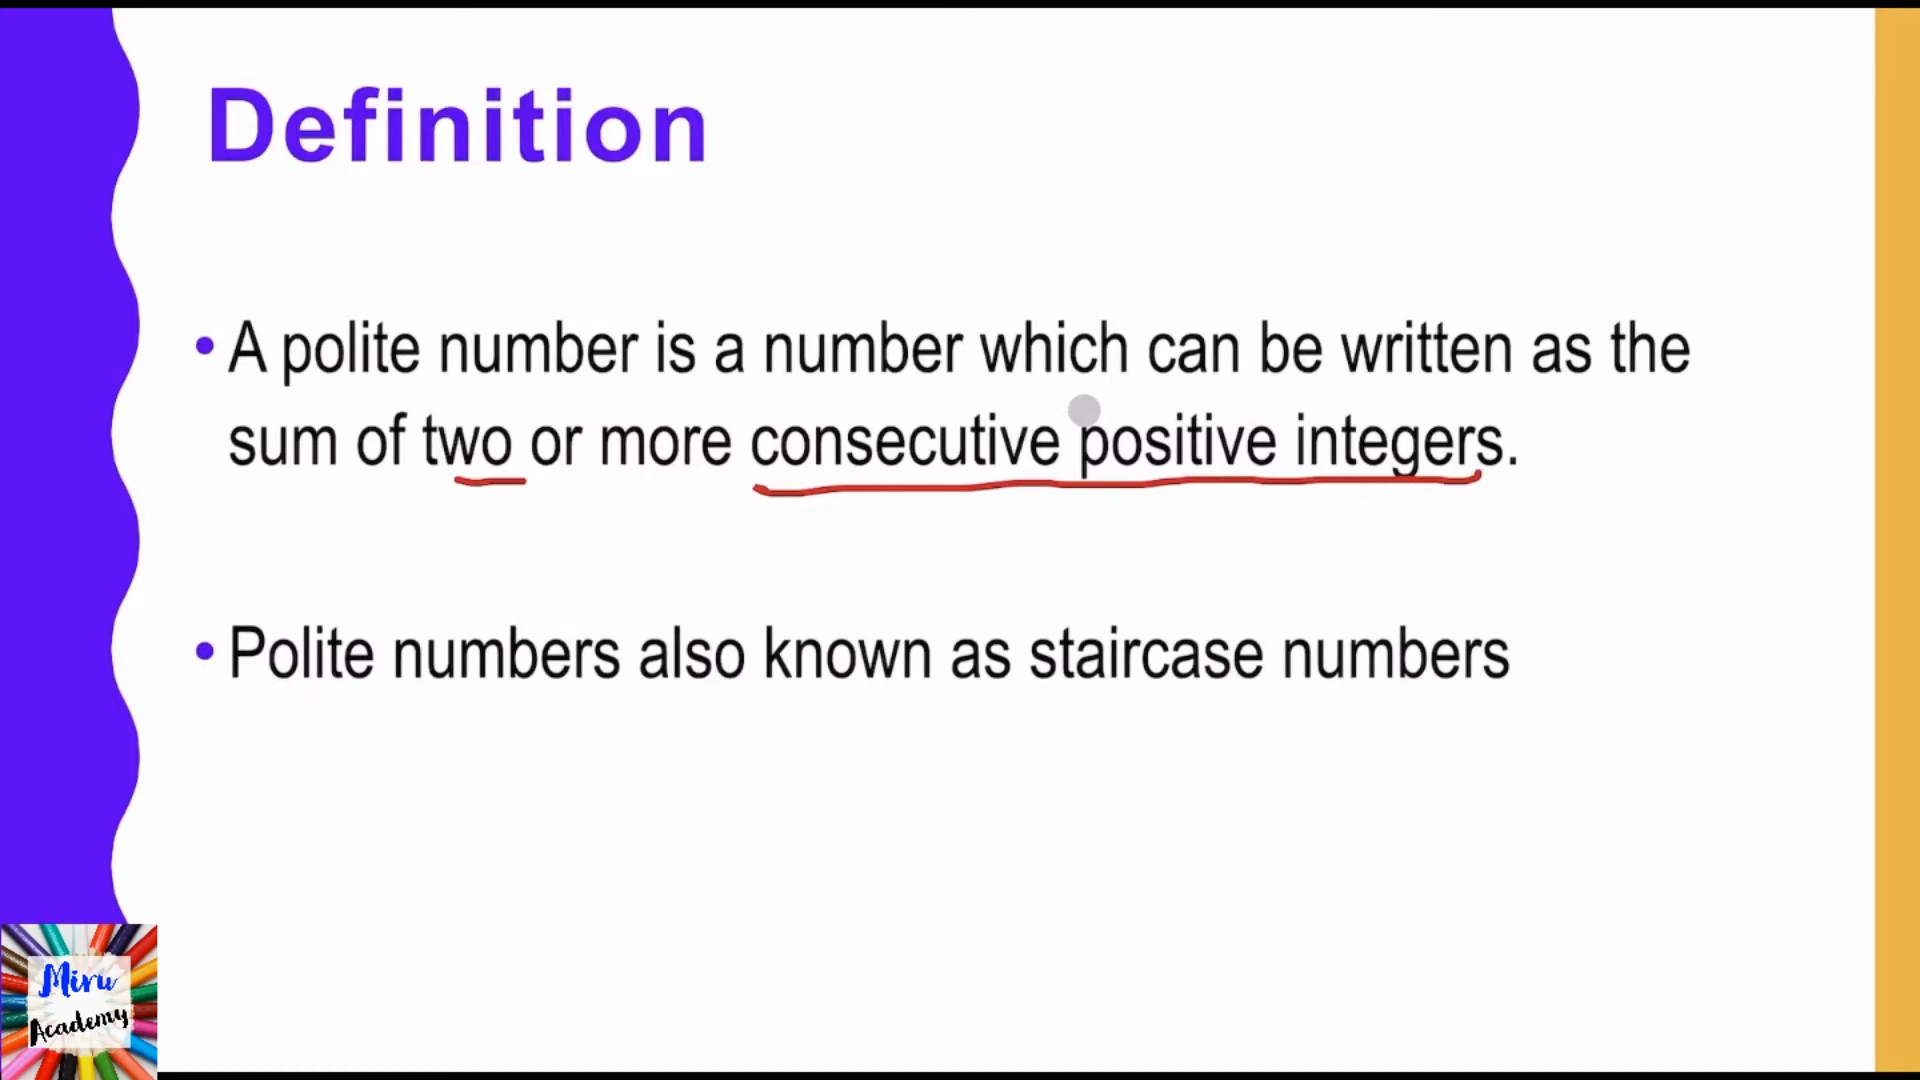 Definition
• A polite number is a number which can be written as the
sum of two or more consecutive positive integers.
• Polite numbers also known as staircase numbers
Miru
Academy